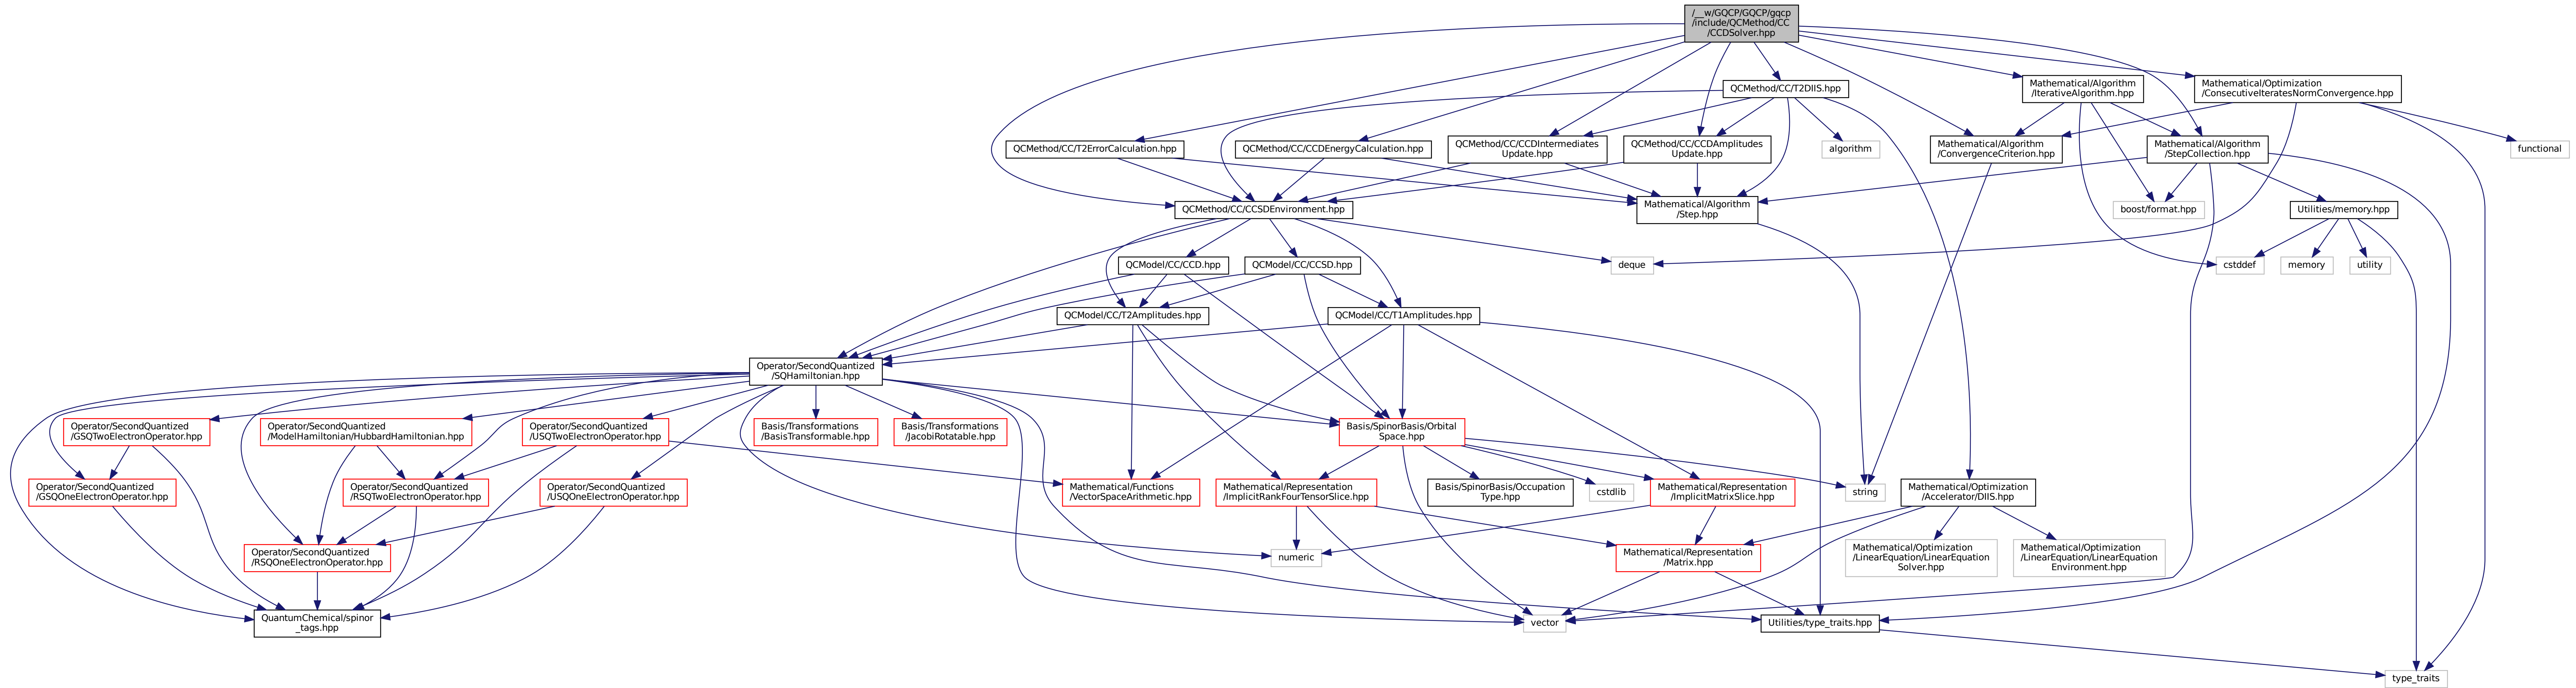 /__w/GQCP/GQCP/gqcp
/include/QCMethod/CC
/CCDSolver.hpp
QCMethod/CC/T2DIIS.hpp
Mathematical/Algorithm
/IterativeAlgorithm.hpp
Mathematical/Optimization
/ConsecutiveIteratesNormConvergence.hpp
QCMethod/CC/T2ErrorCalculation.hpp
QCMethod/CC/CCDEnergyCalculation.hpp
QCMethod/CC/CCDIntermediates
Update.hpp
QCMethod/CC/CCDAmplitudes
Update.hpp
algorithm
Mathematical/Algorithm
/ConvergenceCriterion.hpp
Mathematical/Algorithm
/StepCollection.hpp
functional
QCMethod/CC/CCSDEnvironment.hpp
Mathematical/Algorithm
/Step.hpp
boost/format.hpp
Utilities/memory.hpp
QCModel/CC/CCD.hpp
QCModel/CC/CCSD.hpp
deque
cstddef
memory
utility
QCModel/CC/T2Amplitudes.hpp
QCModel/CC/T1Amplitudes.hpp
Operator/SecondQuantized
/SQHamiltonian.hpp
Operator/SecondQuantized
/GSQTwoElectronOperator.hpp
Operator/SecondQuantized
/ModelHamiltonian/HubbardHamiltonian.hpp
Operator/SecondQuantized
/USQTwoElectronOperator.hpp
Basis/Transformations
/BasisTransformable.hpp
Basis/Transformations
/JacobiRotatable.hpp
Basis/SpinorBasis/Orbital
Space.hpp
Operator/SecondQuantized
/GSQOneElectronOperator.hpp
Operator/SecondQuantized
/RSQTwoElectronOperator.hpp
Operator/SecondQuantized
/USQOneElectronOperator.hpp
Mathematical/Functions
/VectorSpaceArithmetic.hpp
Mathematical/Representation
/ImplicitRankFourTensorSlice.hpp
Basis/SpinorBasis/Occupation
Type.hpp
cstdlib
Mathematical/Representation
/ImplicitMatrixSlice.hpp
string
Mathematical/Optimization
/Accelerator/DIIS.hpp
Operator/SecondQuantized
/RSQOneElectronOperator.hpp
numeric
Mathematical/Representation
/Matrix.hpp
Mathematical/Optimization
/LinearEquation/LinearEquation
Solver.hpp
Mathematical/Optimization
/LinearEquation/LinearEquation
Environment.hpp
QuantumChemical/spinor
_tags.hpp
vector
Utilities/type_traits.hpp
type_traits